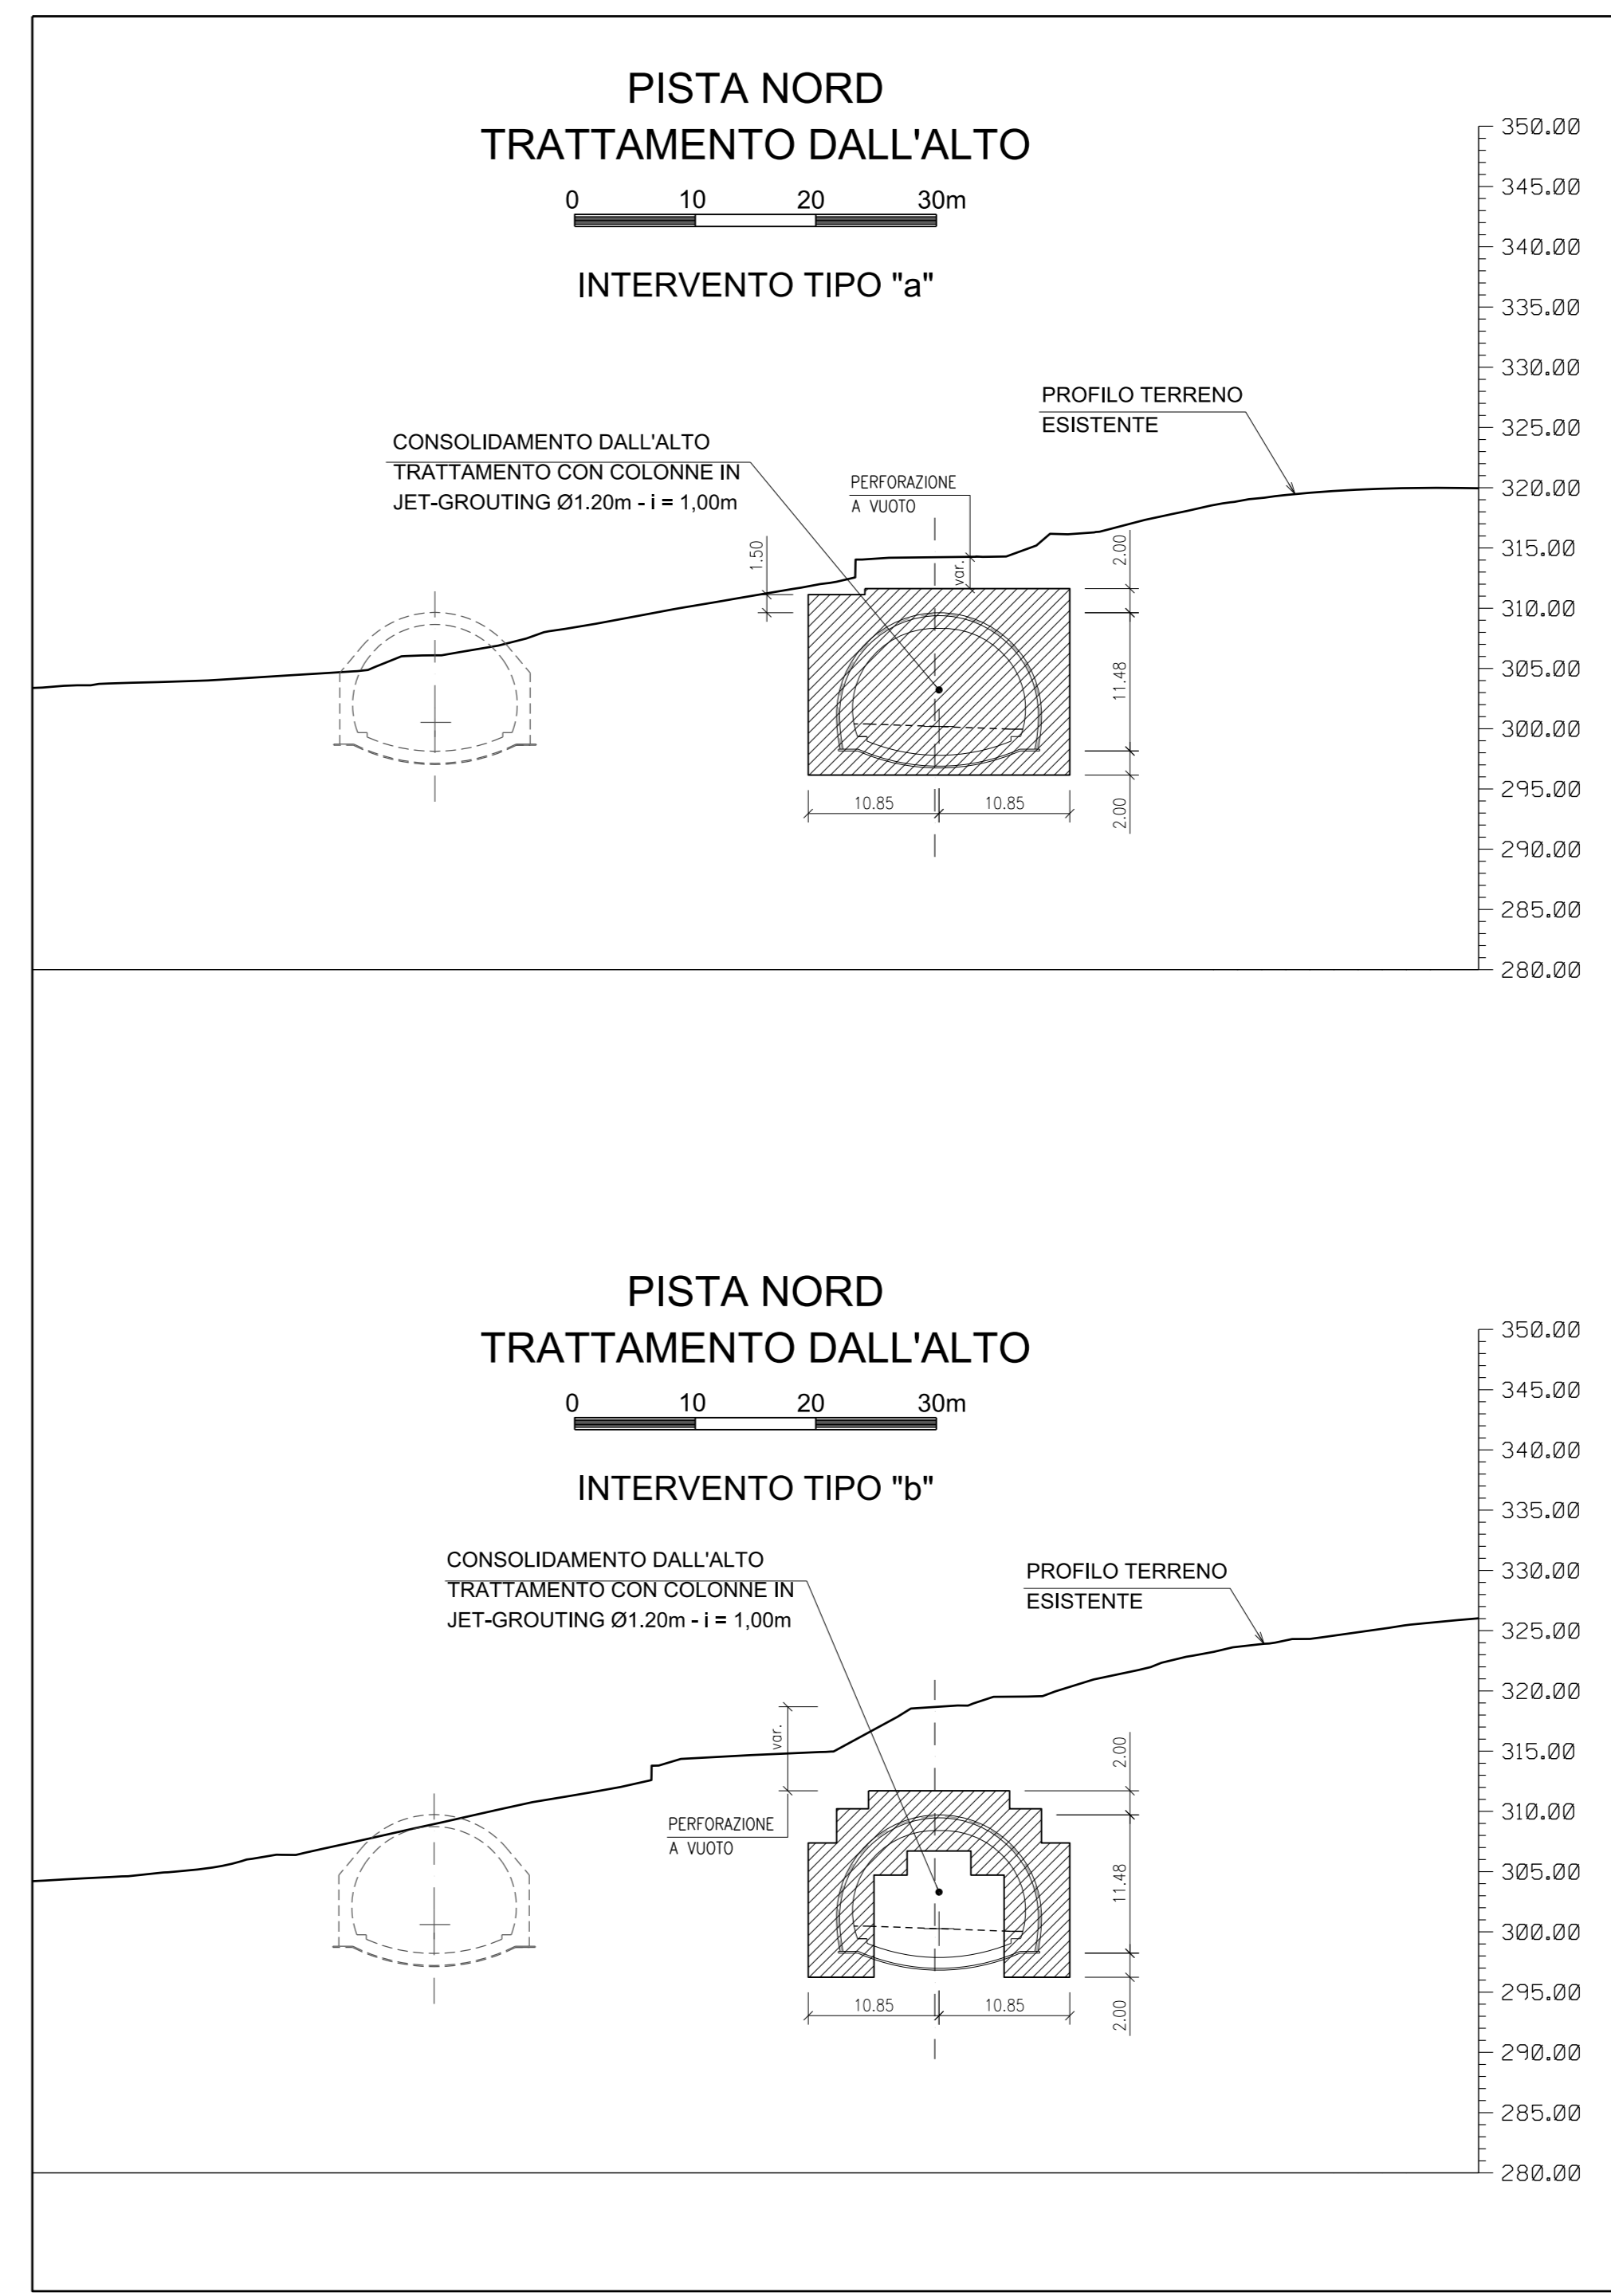 PISTA NORD
TRATTAMENTO DALL'ALTO
0 10 20 30m
INTERVENTO TIPO "a"
350.00
345.00
340.00
335.00
330.00
325.00
320.00
315.00
310.00
305.00
300.00
295.00
290.00
285.00
280.00
PROFILO TERRENO
ESISTENTE
CONSOLIDAMENTO DALL'ALTO
TRATTAMENTO CON COLONNE IN
JET-GROUTING Ø1.20m - i = 1,00m
PERFORAZIONE
A VUOTO
1.50
var.
2.00
11.48
2.00
10.85 10.85
PISTA NORD
TRATTAMENTO DALL'ALTO
0 10 20 30m
INTERVENTO TIPO "b"
350.00
345.00
340.00
335.00
330.00
325.00
320.00
315.00
310.00
305.00
300.00
295.00
290.00
285.00
280.00
CONSOLIDAMENTO DALL'ALTO
TRATTAMENTO CON COLONNE IN
JET-GROUTING Ø1.20m - i = 1,00m
PROFILO TERRENO
ESISTENTE
var.
PERFORAZIONE
A VUOTO
2.00
11.48
2.00
10.85 10.85